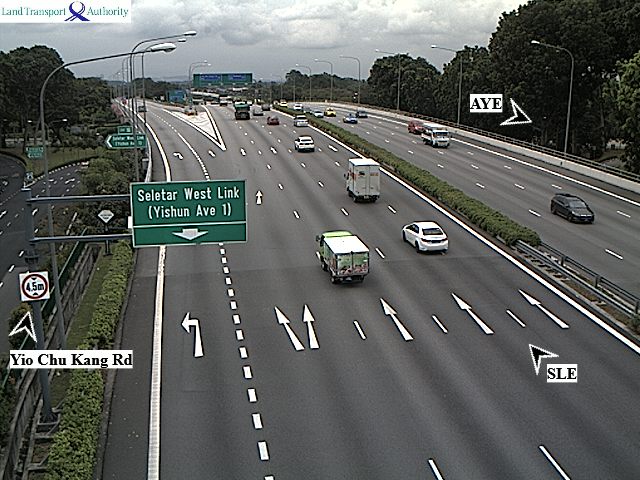 Land Transport Authority
AYE
Seletar West Link
(Yishun Ave 1)
4.5m
Yio Chu Kang Rd
SLE